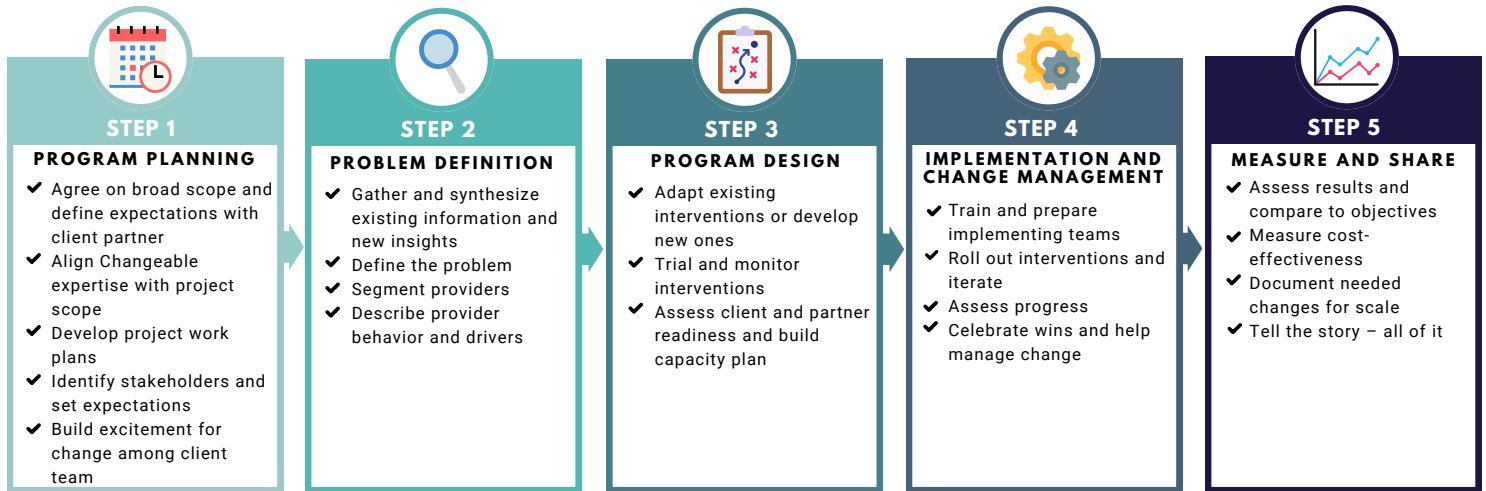 STEP 1
PROGRAM PLANNING
Agree on broad scope and
define expectations with
client partner
Align Changeable
expertise with project
scope
Develop project work
plans
Identify stakeholders and
set expectations
Build excitement for
change among client
team
STEP 2
PROBLEM DEFINITION
Gather and synthesize
existing information and
new insights
Define the problem
Segment providers
Describe provider
behavior and drivers
STEP 3
PROGRAM DESIGN
Adapt existing
interventions or develop
new ones
Trial and monitor
interventions
Assess client and partner
readiness and build
capacity plan
STEP 4
IMPLEMENTATION AND
CHANGE MANAGEMENT
Train and prepare
implementing teams
Roll out interventions and
iterate
Assess progress
Celebrate wins and help
manage change
STEP 5
MEASURE AND SHARE
Assess results and
compare to objectives
Measure cost-
effectiveness
Document needed
changes for scale
Tell the story – all of it